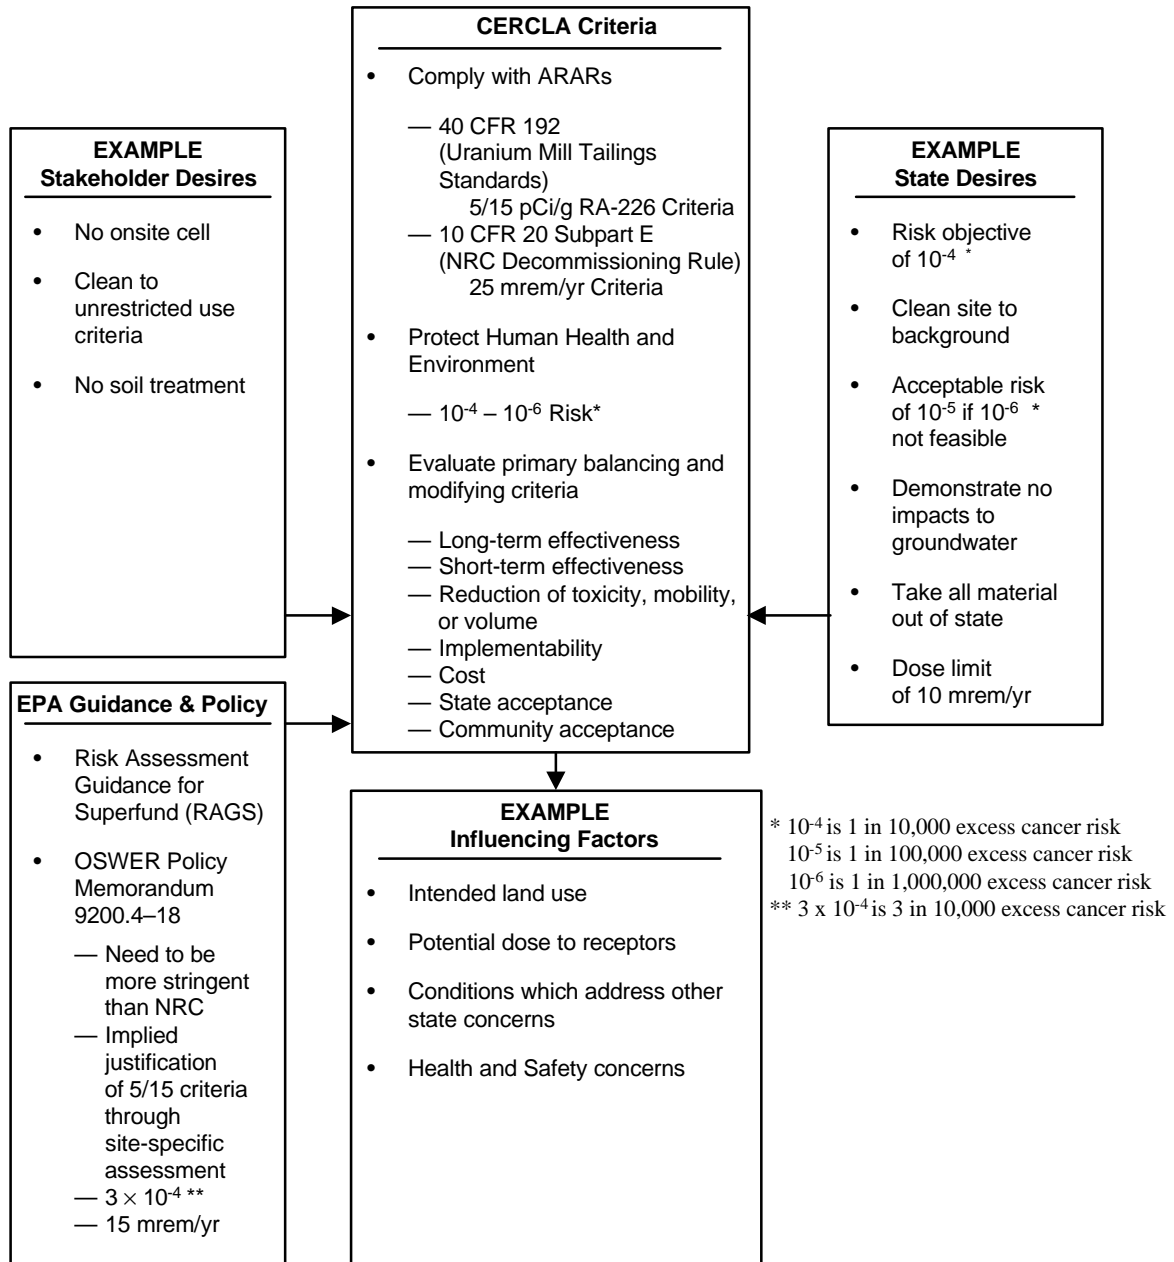 CERCLA Criteria
• Comply with ARARs
— 40 CFR 192
(Uranium Mill Tailings
Standards)
5/15 pCi/g RA-226 Criteria
— 10 CFR 20 Subpart E
(NRC Decommissioning Rule)
25 mrem/yr Criteria
• Protect Human Health and
Environment
— 10⁻⁴ – 10⁻⁶ Risk*
• Evaluate primary balancing and
modifying criteria
— Long-term effectiveness
— Short-term effectiveness
— Reduction of toxicity, mobility,
or volume
— Implementability
— Cost
— State acceptance
— Community acceptance
EXAMPLE
Stakeholder Desires
• No onsite cell
• Clean to
unrestricted use
criteria
• No soil treatment
EXAMPLE
State Desires
• Risk objective
of 10⁻⁴ *
• Clean site to
background
• Acceptable risk
of 10⁻⁵ if 10⁻⁶ *
not feasible
• Demonstrate no
impacts to
groundwater
• Take all material
out of state
• Dose limit
of 10 mrem/yr
EPA Guidance & Policy
• Risk Assessment
Guidance for
Superfund (RAGS)
• OSWER Policy
Memorandum
9200.4–18
— Need to be
more stringent
than NRC
— Implied
justification
of 5/15 criteria
through
site-specific
assessment
— 3 × 10⁻⁴ **
— 15 mrem/yr
EXAMPLE
Influencing Factors
• Intended land use
• Potential dose to receptors
• Conditions which address other
state concerns
• Health and Safety concerns
* 10⁻⁴ is 1 in 10,000 excess cancer risk
10⁻⁵ is 1 in 100,000 excess cancer risk
10⁻⁶ is 1 in 1,000,000 excess cancer risk
** 3 x 10⁻⁴ is 3 in 10,000 excess cancer risk